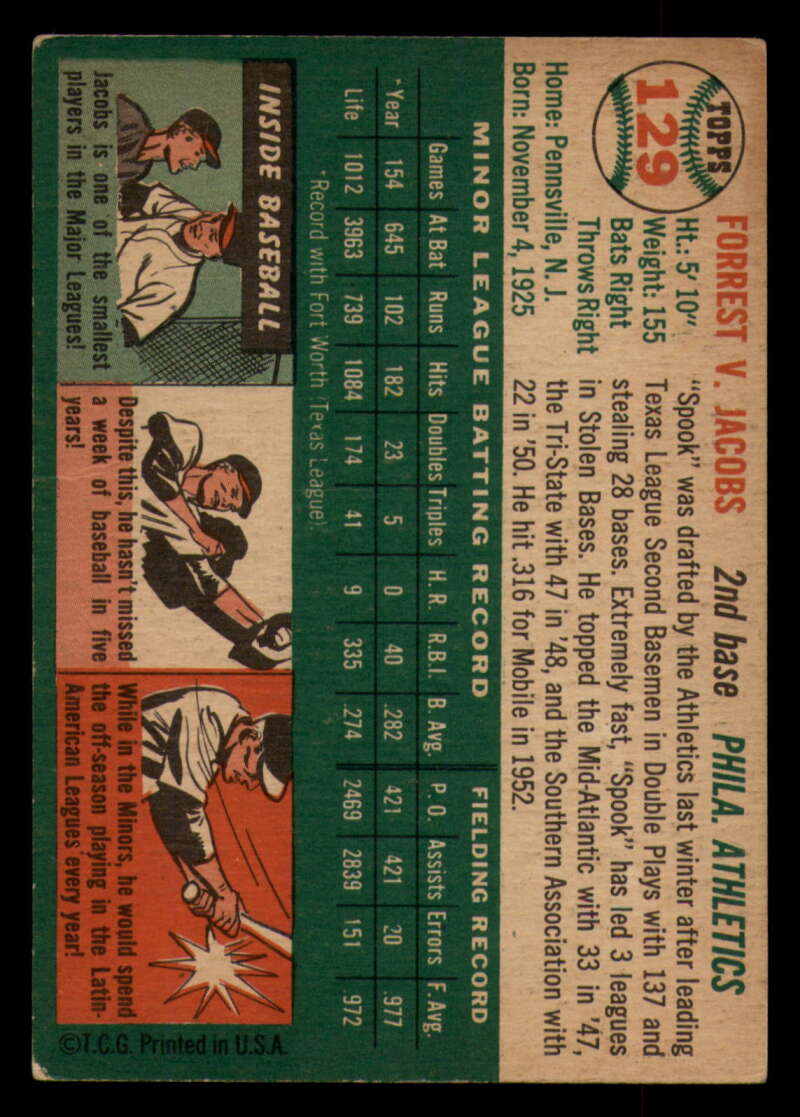 TOPPS
129
FORREST V. JACOBS 2nd base PHILA. ATHLETICS
Ht.: 5' 10"
Weight: 155
Bats Right
Throws Right
Home: Pennsville, N. J.
Born: November 4, 1925
"Spook" was drafted by the Athletics last winter after leading
Texas League Second Basemen in Double Plays with 137 and
stealing 28 bases. Extremely fast, "Spook" has led 3 leagues
in Stolen Bases. He topped the Mid-Atlantic with 33 in '47,
the Tri-State with 47 in '48, and the Southern Association with
22 in '50. He hit .316 for Mobile in 1952.
MINOR LEAGUE BATTING RECORD FIELDING RECORD
Games At Bat Runs Hits Doubles Triples H. R. R.B.I. B. Avg. P. O. Assists Errors F. Avg.
*Year 154 645 102 182 23 5 0 40 .282 421 421 20 .977
Life 1012 3963 739 1084 174 41 9 335 .274 2469 2839 151 .972
*Record with Fort Worth (Texas League).
INSIDE BASEBALL
Jacobs is one of the smallest
players in the Major Leagues!
Despite this, he hasn't missed
a week of baseball in five
years!
While in the Minors, he would spend
the off-season playing in the Latin-
American Leagues every year!
©T.C.G. Printed in U.S.A.